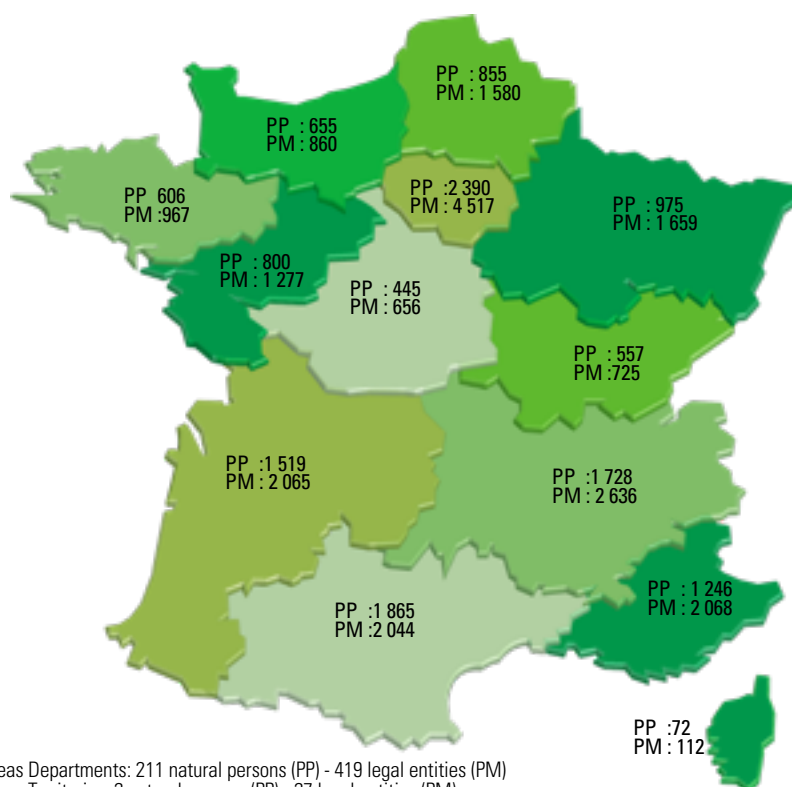 PP : 855
PM : 1 580
PP : 655
PM : 860
PP 606
PM :967
PP :2 390
PM : 4 517
PP : 975
PM : 1 659
PP : 800
PM : 1 277
PP : 445
PM : 656
PP : 557
PM :725
PP :1 519
PM : 2 065
PP :1 728
PM : 2 636
PP : 1 246
PM : 2 068
PP :1 865
PM :2 044
PP :72
PM : 112
eas Departments: 211 natural persons (PP) - 419 legal entities (PM)